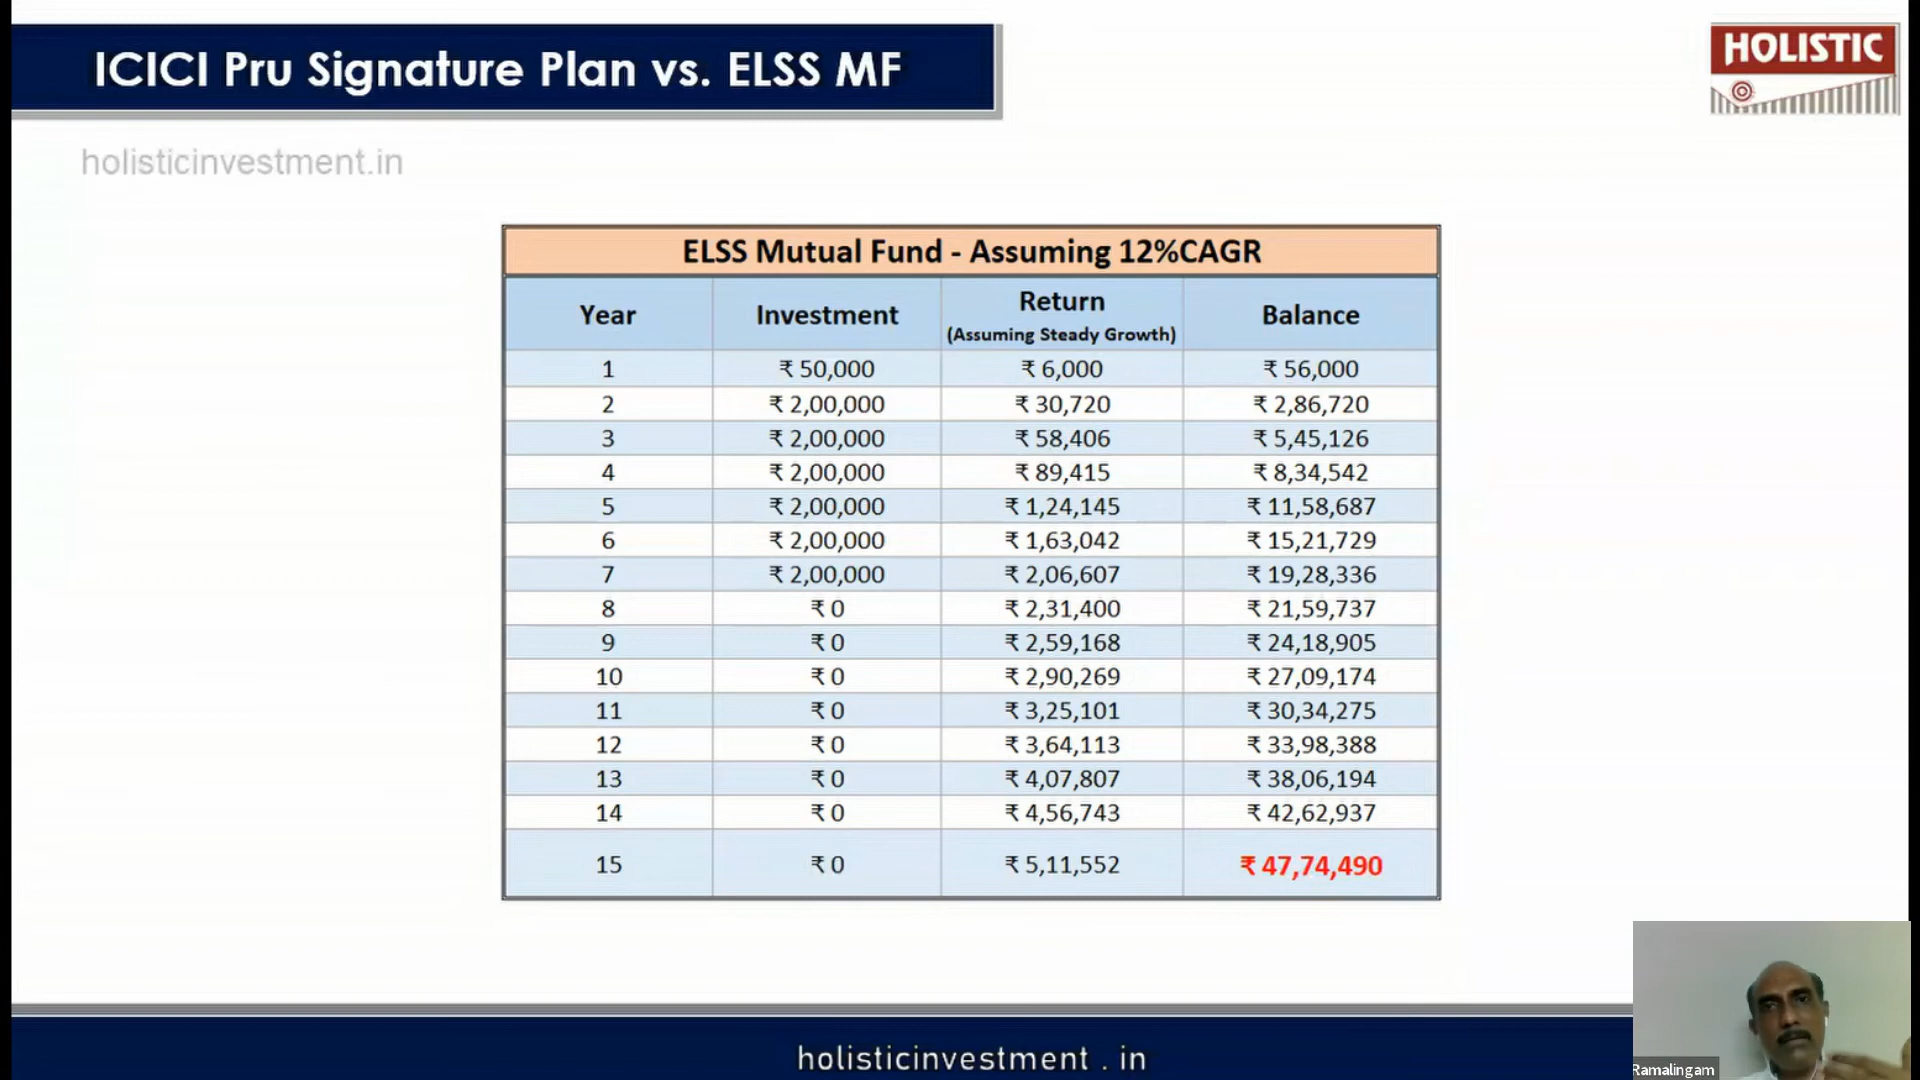 ICICI Pru Signature Plan vs. ELSS MF
HOLISTIC
holisticinvestment.in
ELSS Mutual Fund - Assuming 12%CAGR
Year Investment Return (Assuming Steady Growth) Balance
1 ₹ 50,000 ₹ 6,000 ₹ 56,000
2 ₹ 2,00,000 ₹ 30,720 ₹ 2,86,720
3 ₹ 2,00,000 ₹ 58,406 ₹ 5,45,126
4 ₹ 2,00,000 ₹ 89,415 ₹ 8,34,542
5 ₹ 2,00,000 ₹ 1,24,145 ₹ 11,58,687
6 ₹ 2,00,000 ₹ 1,63,042 ₹ 15,21,729
7 ₹ 2,00,000 ₹ 2,06,607 ₹ 19,28,336
8 ₹ 0 ₹ 2,31,400 ₹ 21,59,737
9 ₹ 0 ₹ 2,59,168 ₹ 24,18,905
10 ₹ 0 ₹ 2,90,269 ₹ 27,09,174
11 ₹ 0 ₹ 3,25,101 ₹ 30,34,275
12 ₹ 0 ₹ 3,64,113 ₹ 33,98,388
13 ₹ 0 ₹ 4,07,807 ₹ 38,06,194
14 ₹ 0 ₹ 4,56,743 ₹ 42,62,937
15 ₹ 0 ₹ 5,11,552 ₹ 47,74,490
holisticinvestment . in
Ramalingam